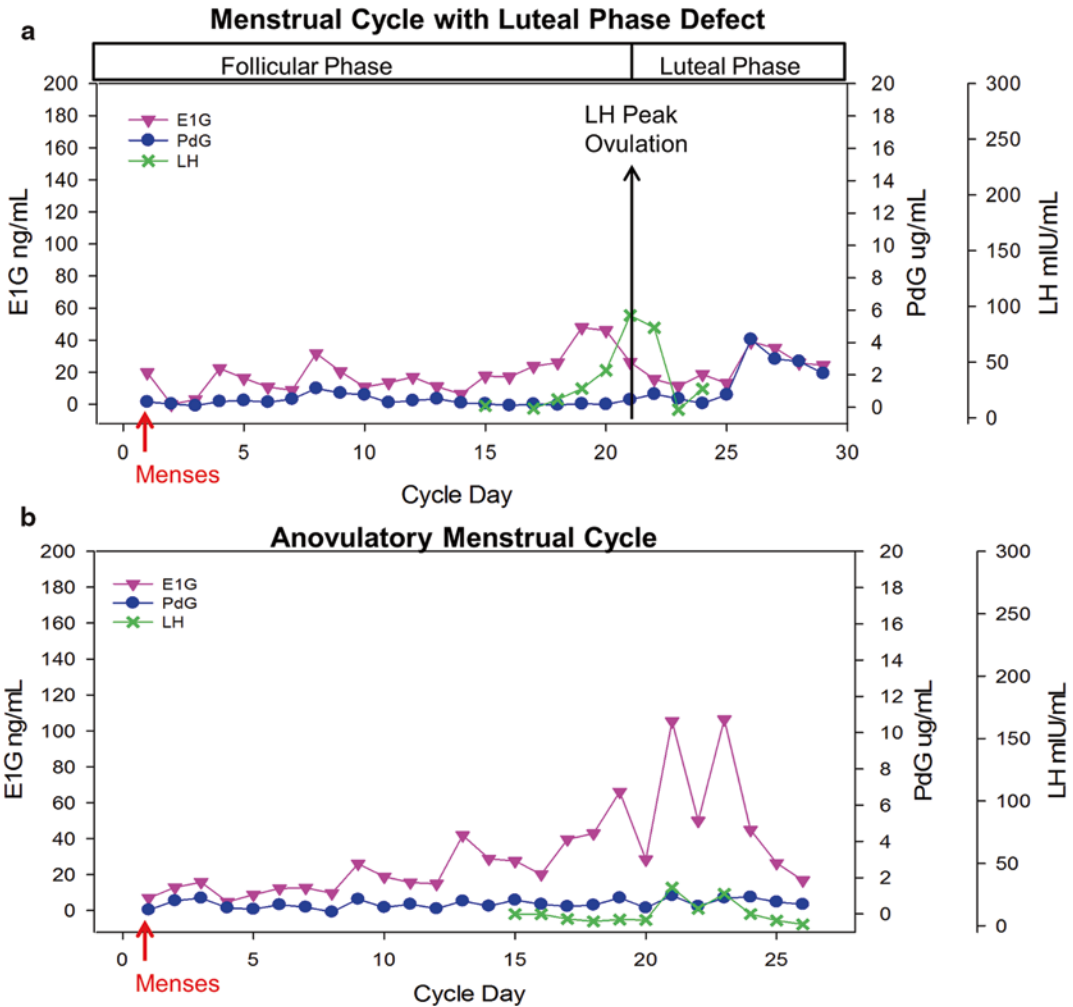 a
Menstrual Cycle with Luteal Phase Defect
Follicular Phase
Luteal Phase
200
180
160
140
120
100
80
60
40
20
0
E1G ng/mL
E1G
PdG
LH
LH Peak
Ovulation
20
18
16
14
12
10
8
6
4
2
0
PdG ug/mL
300
250
200
150
100
50
0
LH mIU/mL
0 5 10 15 20 25 30
Menses
Cycle Day
b
Anovulatory Menstrual Cycle
200
180
160
140
120
100
80
60
40
20
0
E1G ng/mL
E1G
PdG
LH
20
18
16
14
12
10
8
6
4
2
0
PdG ug/mL
300
250
200
150
100
50
0
LH mIU/mL
0 5 10 15 20 25
Menses
Cycle Day